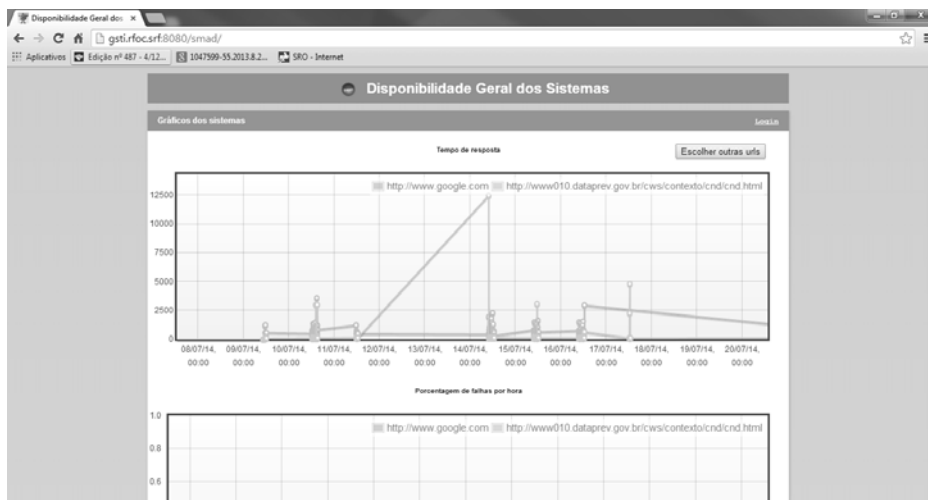 Disponibilidade Geral dos
gsti.rfoc.srf:8080/smad/
Aplicativos Edição nº 487 - 4/12... 1047599-55.2013.8.2... SRO - Internet
Disponibilidade Geral dos Sistemas
Gráficos dos sistemas Login
Tempo de resposta Escolher outras urls
http://www.google.com http://www010.dataprev.gov.br/cws/contexto/cnd/cnd.html
12500
10000
7500
5000
2500
0
08/07/14, 09/07/14, 10/07/14, 11/07/14, 12/07/14, 13/07/14, 14/07/14, 15/07/14, 16/07/14, 17/07/14, 18/07/14, 19/07/14, 20/07/14,
00:00 00:00 00:00 00:00 00:00 00:00 00:00 00:00 00:00 00:00 00:00 00:00 00:00
Porcentagem de falhas por hora
1.0
http://www.google.com http://www010.dataprev.gov.br/cws/contexto/cnd/cnd.html
0.8
0.6